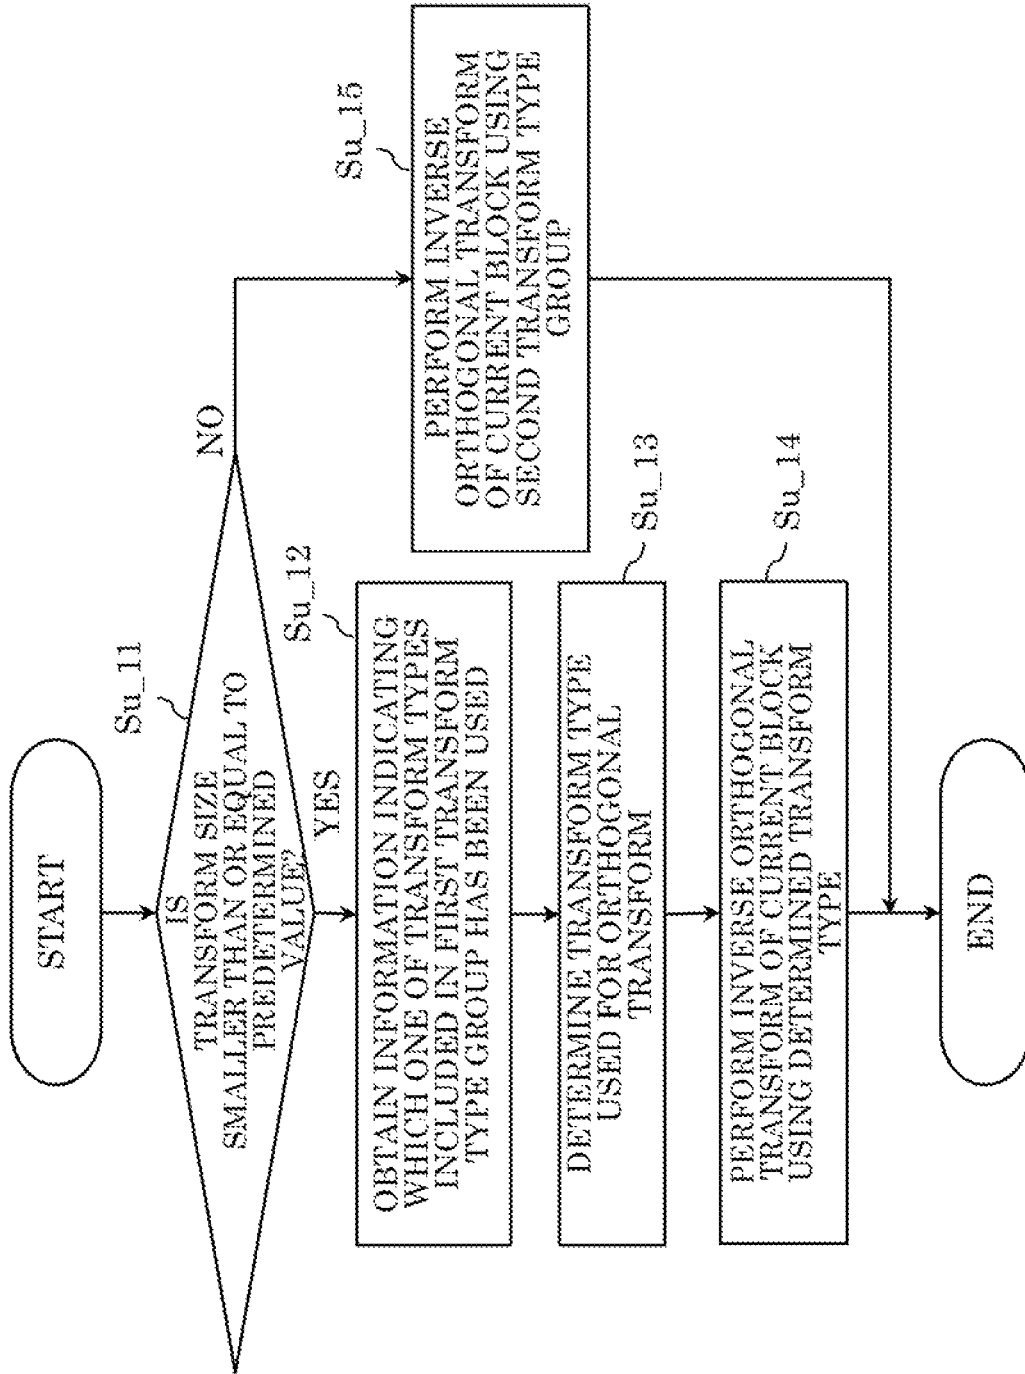 START
Su_11
IS
TRANSFORM SIZE
SMALLER THAN OR EQUAL TO
PREDETERMINED
VALUE?
NO
YES
Su_12
OBTAIN INFORMATION INDICATING
WHICH ONE OF TRANSFORM TYPES
INCLUDED IN FIRST TRANSFORM
TYPE GROUP HAS BEEN USED
Su_15
PERFORM INVERSE
ORTHOGONAL TRANSFORM
OF CURRENT BLOCK USING
SECOND TRANSFORM TYPE
GROUP
Su_13
DETERMINE TRANSFORM TYPE
USED FOR ORTHOGONAL
TRANSFORM
Su_14
PERFORM INVERSE ORTHOGONAL
TRANSFORM OF CURRENT BLOCK
USING DETERMINED TRANSFORM
TYPE
END